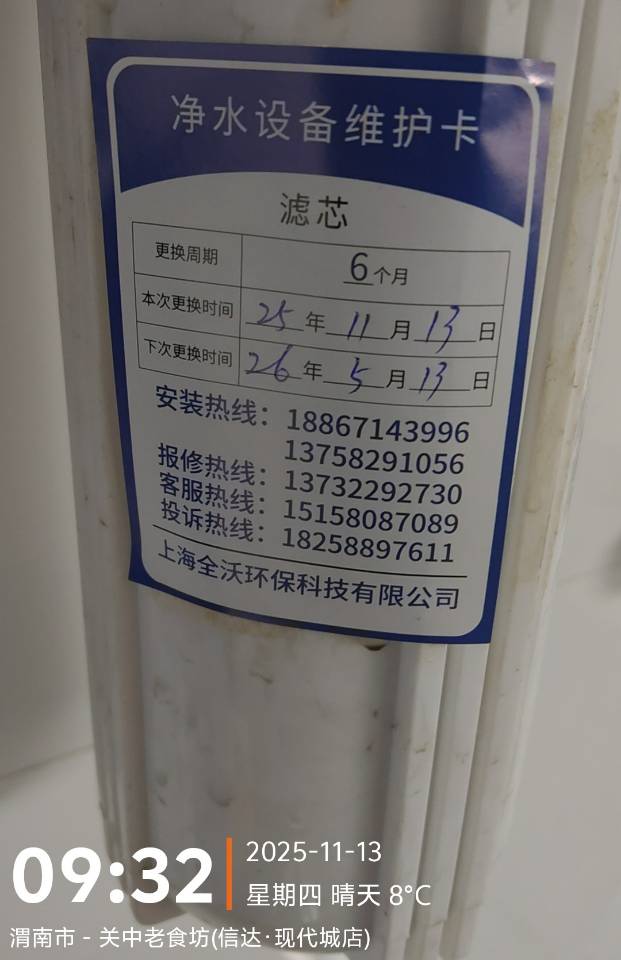 净水设备维护卡
滤芯
更换周期 6个月
本次更换时间 25年11月13日
下次更换时间 26年5月13日
安装热线：18867143996
13758291056
报修热线：13732292730
客服热线：15158087089
投诉热线：18258897611
上海全沃环保科技有限公司
09:32
2025-11-13
星期四 晴天 8°C
渭南市 - 关中老食坊(信达·现代城店)